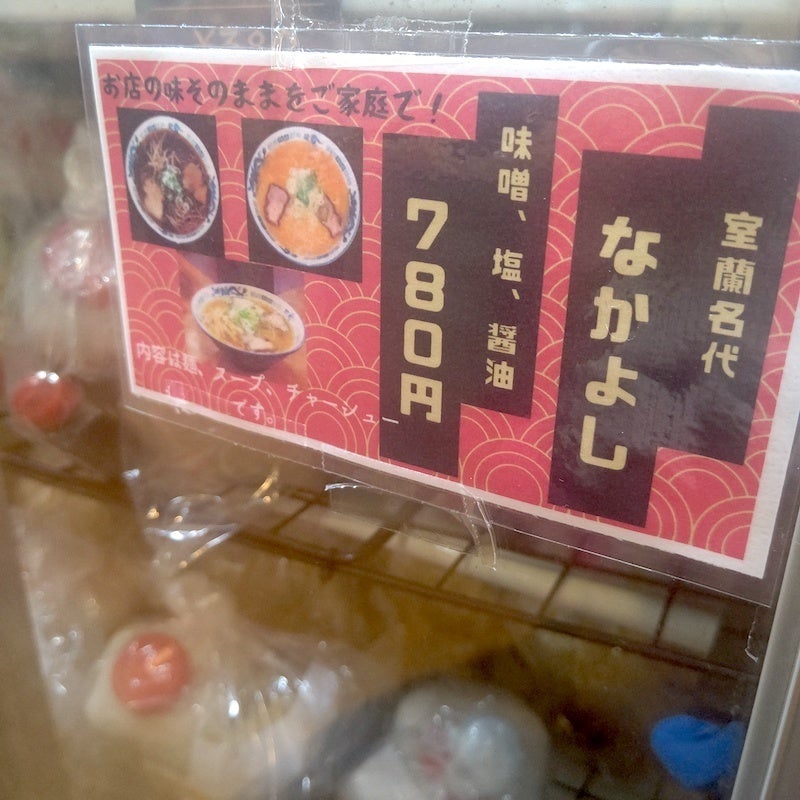 お店の味そのままをご家庭で！
室蘭名代
なかよし
味噌、塩、醤油
780円
内容は麺、スープ、チャーシュー
です。